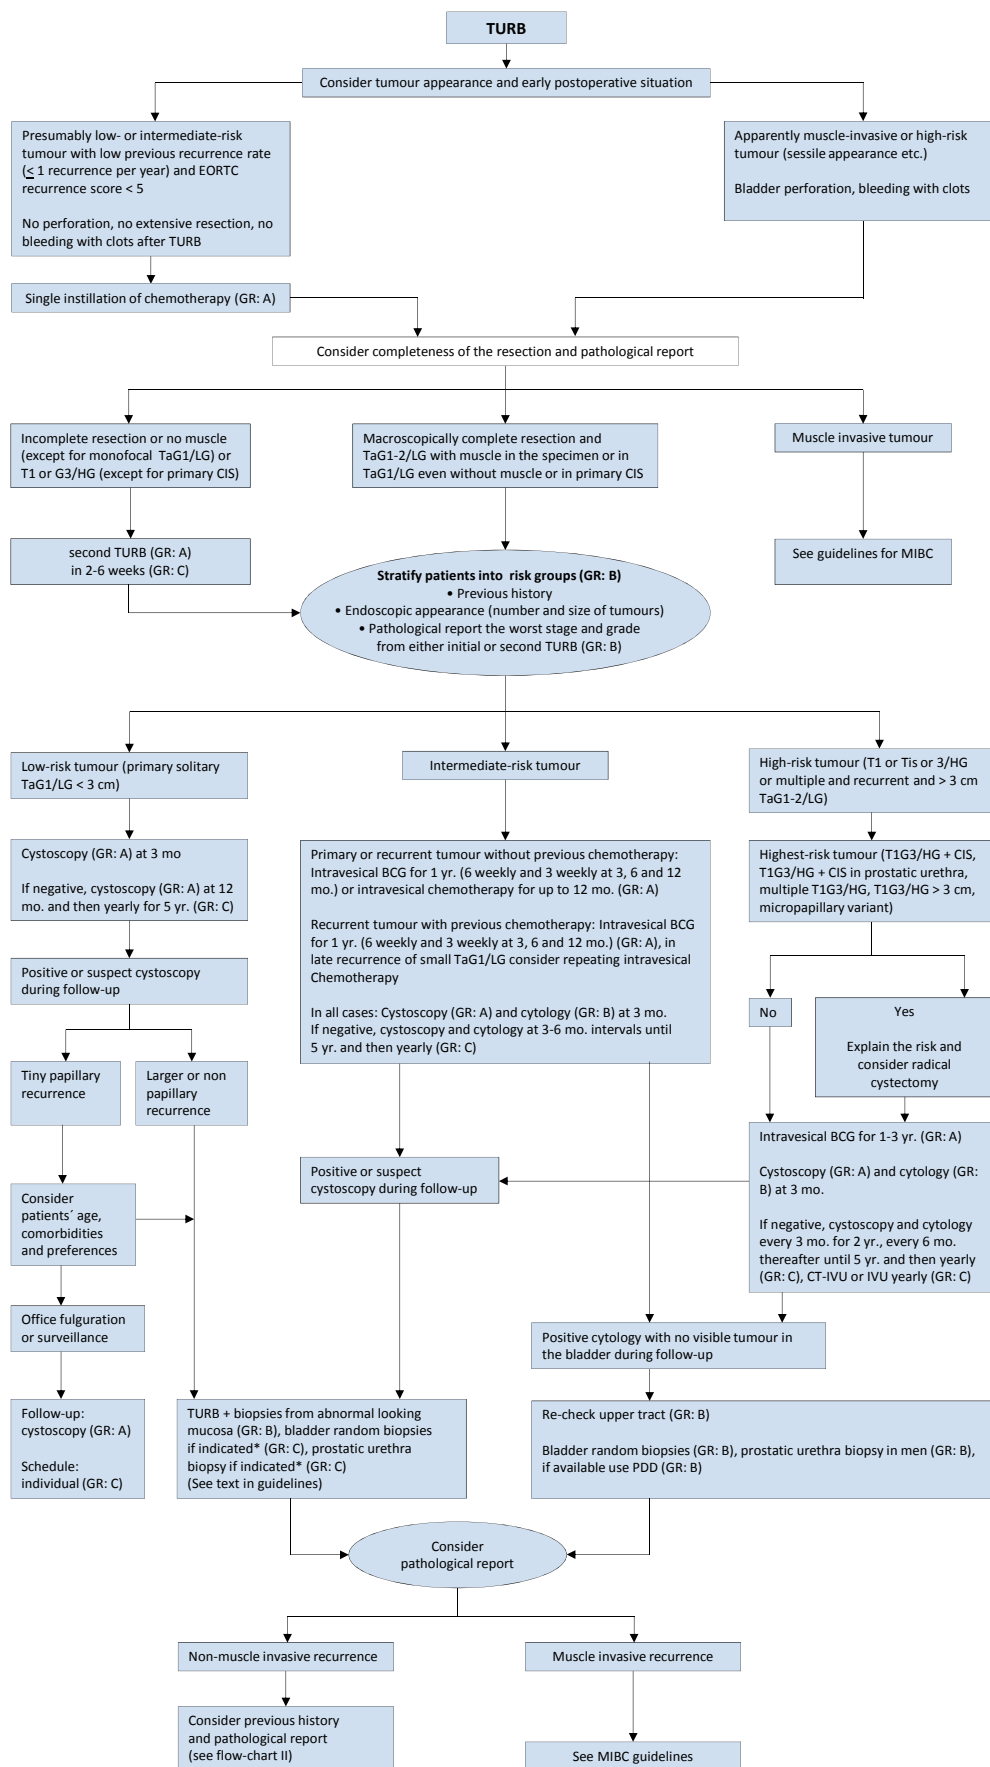 TURB
Consider tumour appearance and early postoperative situation
Presumably low- or intermediate-risk
tumour with low previous recurrence rate
(≤ 1 recurrence per year) and EORTC
recurrence score < 5
No perforation, no extensive resection, no
bleeding with clots after TURB
Apparently muscle-invasive or high-risk
tumour (sessile appearance etc.)
Bladder perforation, bleeding with clots
Single instillation of chemotherapy (GR: A)
Consider completeness of the resection and pathological report
Incomplete resection or no muscle
(except for monofocal TaG1/LG) or
T1 or G3/HG (except for primary CIS)
Macroscopically complete resection and
TaG1-2/LG with muscle in the specimen or in
TaG1/LG even without muscle or in primary CIS
Muscle invasive tumour
second TURB (GR: A)
in 2-6 weeks (GR: C)
See guidelines for MIBC
Stratify patients into risk groups (GR: B)
• Previous history
• Endoscopic appearance (number and size of tumours)
• Pathological report the worst stage and grade
from either initial or second TURB (GR: B)
Low-risk tumour (primary solitary
TaG1/LG < 3 cm)
Intermediate-risk tumour
High-risk tumour (T1 or Tis or 3/HG
or multiple and recurrent and > 3 cm
TaG1-2/LG)
Cystoscopy (GR: A) at 3 mo
If negative, cystoscopy (GR: A) at 12
mo. and then yearly for 5 yr. (GR: C)
Primary or recurrent tumour without previous chemotherapy:
Intravesical BCG for 1 yr. (6 weekly and 3 weekly at 3, 6 and 12
mo.) or intravesical chemotherapy for up to 12 mo. (GR: A)
Recurrent tumour with previous chemotherapy: Intravesical BCG
for 1 yr. (6 weekly and 3 weekly at 3, 6 and 12 mo.) (GR: A), in
late recurrence of small TaG1/LG consider repeating intravesical
Chemotherapy
In all cases: Cystoscopy (GR: A) and cytology (GR: B) at 3 mo.
If negative, cystoscopy and cytology at 3-6 mo. intervals until
5 yr. and then yearly (GR: C)
Highest-risk tumour (T1G3/HG + CIS,
T1G3/HG + CIS in prostatic urethra,
multiple T1G3/HG, T1G3/HG > 3 cm,
micropapillary variant)
Positive or suspect cystoscopy
during follow-up
No
Yes
Explain the risk and
consider radical
cystectomy
Tiny papillary
recurrence
Larger or non
papillary
recurrence
Intravesical BCG for 1-3 yr. (GR: A)
Cystoscopy (GR: A) and cytology (GR:
B) at 3 mo.
If negative, cystoscopy and cytology
every 3 mo. for 2 yr., every 6 mo.
thereafter until 5 yr. and then yearly
(GR: C), CT-IVU or IVU yearly (GR: C)
Positive or suspect
cystoscopy during follow-up
Consider
patients´ age,
comorbidities
and preferences
Office fulguration
or surveillance
Positive cytology with no visible tumour in
the bladder during follow-up
Follow-up:
cystoscopy (GR: A)
Schedule:
individual (GR: C)
TURB + biopsies from abnormal looking
mucosa (GR: B), bladder random biopsies
if indicated* (GR: C), prostatic urethra
biopsy if indicated* (GR: C)
(See text in guidelines)
Re-check upper tract (GR: B)
Bladder random biopsies (GR: B), prostatic urethra biopsy in men (GR: B),
if available use PDD (GR: B)
Consider
pathological report
Non-muscle invasive recurrence
Muscle invasive recurrence
Consider previous history
and pathological report
(see flow-chart II)
See MIBC guidelines